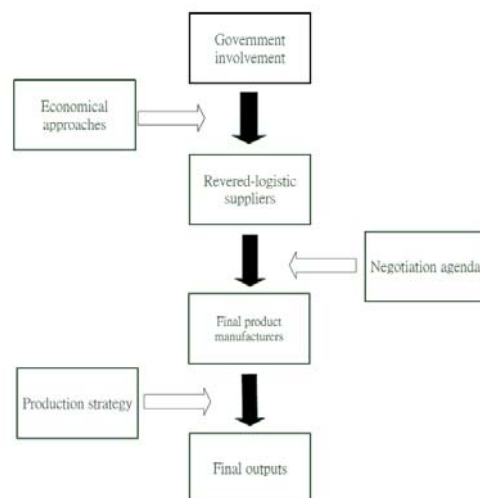 Government
involvement
Economical
approaches
Revered-logistic
suppliers
Negotiation agenda
Final product
manufacturers
Production strategy
Final outputs